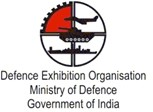 Defence Exhibition Organisation
Ministry of Defence
Government of India